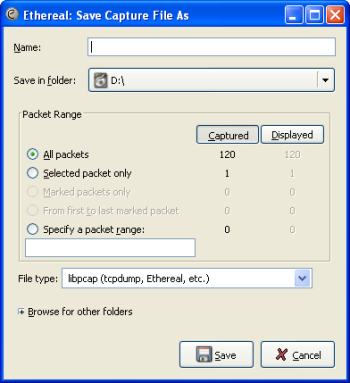 Ethereal: Save Capture File As
Name:
Save in folder: D:\
Packet Range
Captured Displayed
All packets 120 120
Selected packet only 1 1
Marked packets only 0 0
From first to last marked packet 0 0
Specify a packet range: 0 0
File type: libpcap (tcpdump, Ethereal, etc.)
Browse for other folders
Save Cancel